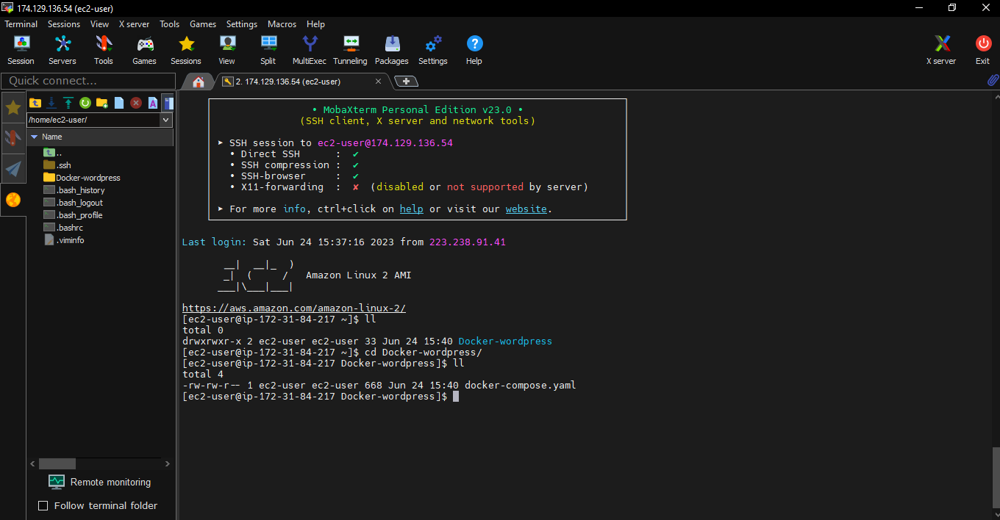 174.129.136.54 (ec2-user)
Terminal Sessions View X server Tools Games Settings Macros Help
Session Servers Tools Games Sessions View Split MultiExec Tunneling Packages Settings Help X server Exit
Quick connect...
2. 174.129.136.54 (ec2-user)
/home/ec2-user/
Name
..
.ssh
Docker-wordpress
.bash_history
.bash_logout
.bash_profile
.bashrc
.viminfo
Remote monitoring
Follow terminal folder
• MobaXterm Personal Edition v23.0 •
(SSH client, X server and network tools)
➤ SSH session to ec2-user@174.129.136.54
• Direct SSH : ✔
• SSH compression : ✔
• SSH-browser : ✔
• X11-forwarding : ✘ (disabled or not supported by server)
➤ For more info, ctrl+click on help or visit our website.
Last login: Sat Jun 24 15:37:16 2023 from 223.238.91.41
__| __|_ )
_| ( / Amazon Linux 2 AMI
___|\___|___|
https://aws.amazon.com/amazon-linux-2/
[ec2-user@ip-172-31-84-217 ~]$ ll
total 0
drwxrwxr-x 2 ec2-user ec2-user 33 Jun 24 15:40 Docker-wordpress
[ec2-user@ip-172-31-84-217 ~]$ cd Docker-wordpress/
[ec2-user@ip-172-31-84-217 Docker-wordpress]$ ll
total 4
-rw-rw-r-- 1 ec2-user ec2-user 668 Jun 24 15:40 docker-compose.yaml
[ec2-user@ip-172-31-84-217 Docker-wordpress]$